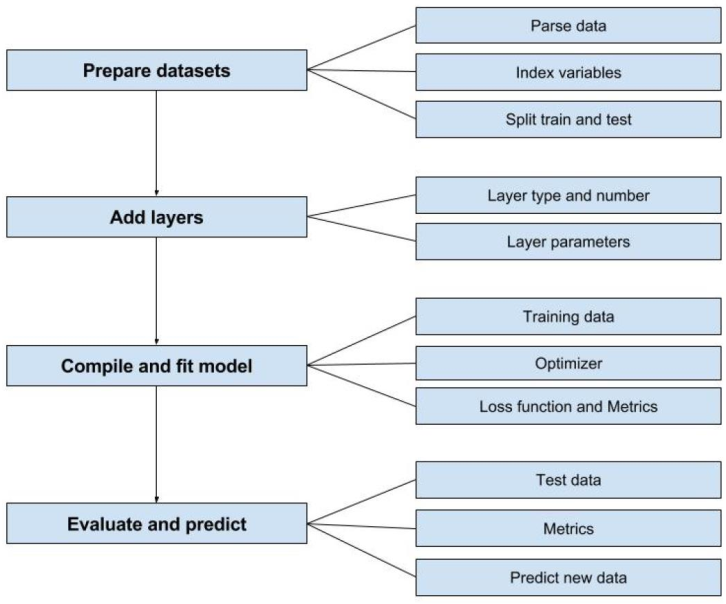 Prepare datasets
Parse data
Index variables
Split train and test
Add layers
Layer type and number
Layer parameters
Compile and fit model
Training data
Optimizer
Loss function and Metrics
Evaluate and predict
Test data
Metrics
Predict new data